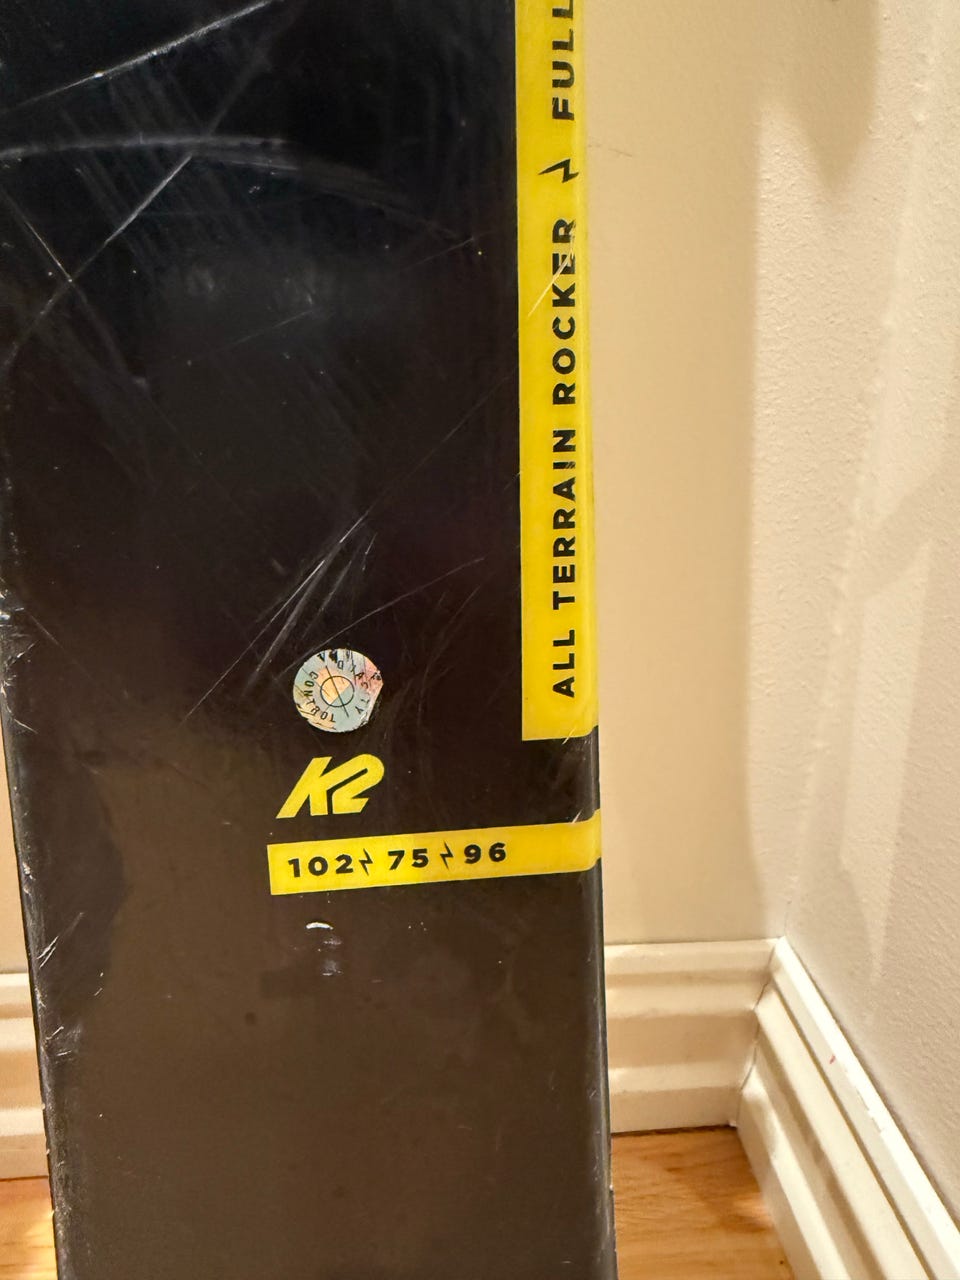 ALL TERRAIN ROCKER FULL
K2
102 75 96